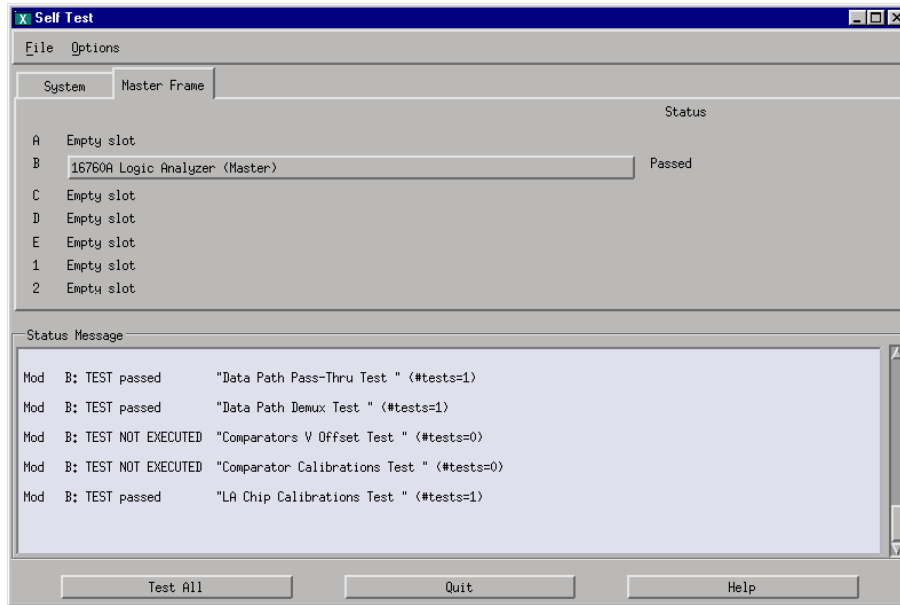 Self Test
File Options
System Master Frame
Status
A Empty slot
B 16760A Logic Analyzer (Master) Passed
C Empty slot
D Empty slot
E Empty slot
1 Empty slot
2 Empty slot
Status Message
Mod B: TEST passed "Data Path Pass-Thru Test " (#tests=1)
Mod B: TEST passed "Data Path Demux Test " (#tests=1)
Mod B: TEST NOT EXECUTED "Comparators V Offset Test " (#tests=0)
Mod B: TEST NOT EXECUTED "Comparator Calibrations Test " (#tests=0)
Mod B: TEST passed "LA Chip Calibrations Test " (#tests=1)
Test All Quit Help